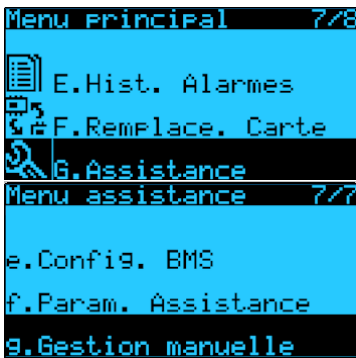 Menu principal 7/8
E.Hist. Alarmes
F.Remplace. Carte
G.Assistance
Menu assistance 7/7
e.Config. BMS
f.Param. Assistance
g.Gestion manuelle